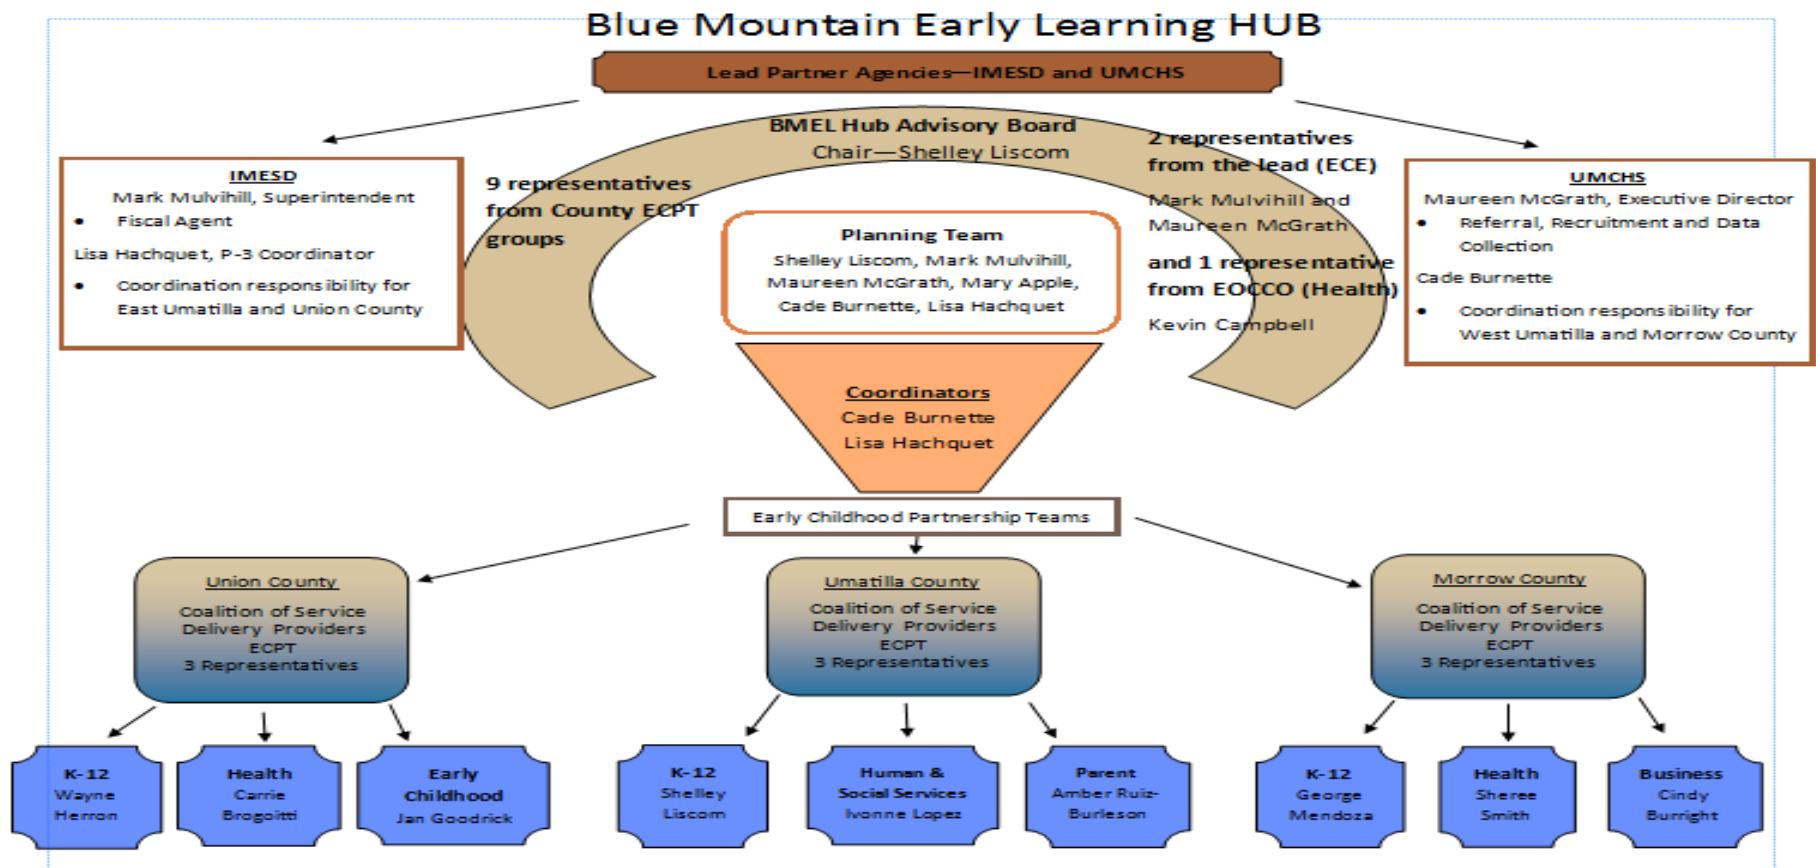 Blue Mountain Early Learning HUB
Lead Partner Agencies—IMESD and UMCHS
BMEL Hub Advisory Board
Chair—Shelley Liscom
IMESD
Mark Mulvihill, Superintendent
• Fiscal Agent
Lisa Hachquet, P-3 Coordinator
• Coordination responsibility for
East Umatilla and Union County
9 representatives
from County ECPT
groups
Planning Team
Shelley Liscom, Mark Mulvihill,
Maureen McGrath, Mary Apple,
Cade Burnette, Lisa Hachquet
2 representatives
from the lead (ECE)
Mark Mulvihill and
Maureen McGrath
and 1 representative
from EOCCO (Health)
Kevin Campbell
UMCHS
Maureen McGrath, Executive Director
• Referral, Recruitment and Data
Collection
Cade Burnette
• Coordination responsibility for
West Umatilla and Morrow County
Coordinators
Cade Burnette
Lisa Hachquet
Early Childhood Partnership Teams
Union County
Coalition of Service
Delivery Providers
ECPT
3 Representatives
Umatilla County
Coalition of Service
Delivery Providers
ECPT
3 Representatives
Morrow County
Coalition of Service
Delivery Providers
ECPT
3 Representatives
K-12
Wayne
Herron
Health
Carrie
Brogoitti
Early
Childhood
Jan Goodrick
K-12
Shelley
Liscom
Human &
Social Services
Ivonne Lopez
Parent
Amber Ruiz-
Burleson
K-12
George
Mendoza
Health
Sheree
Smith
Business
Cindy
Burright